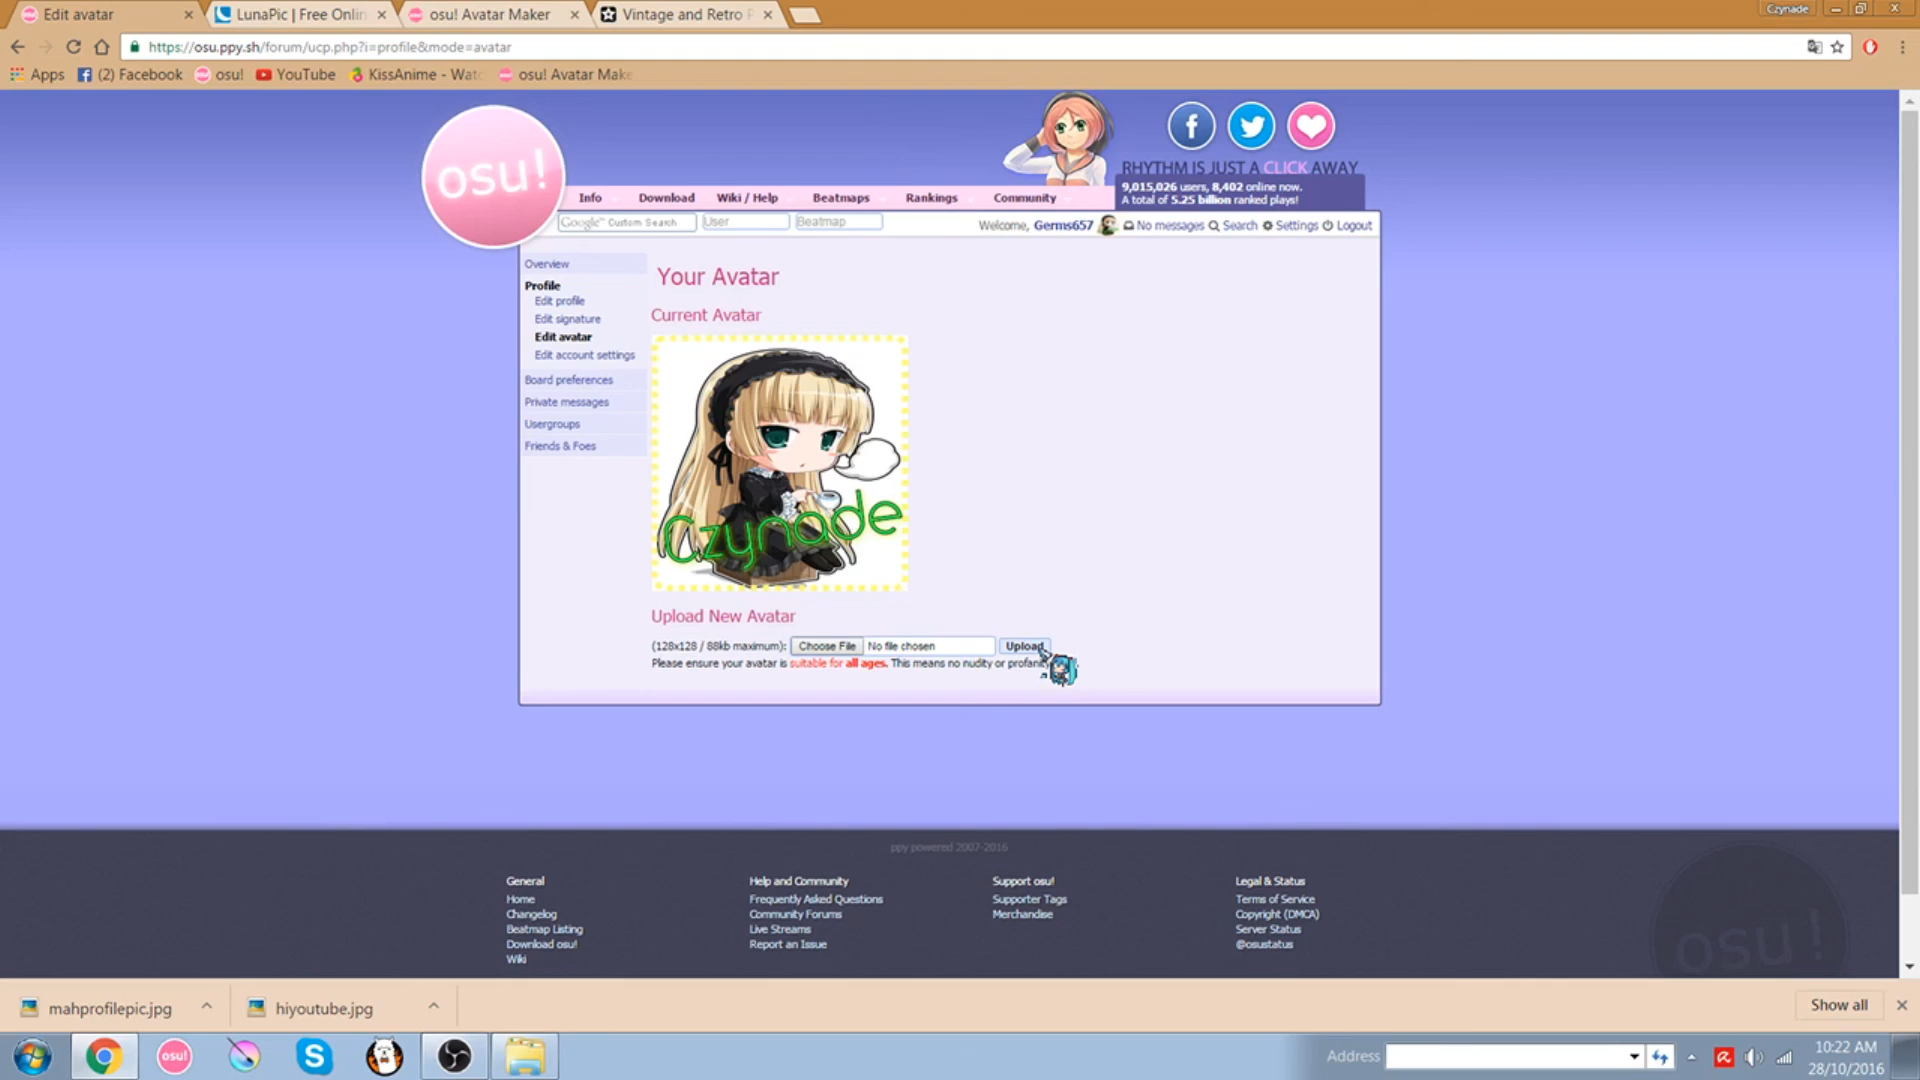 Edit avatar
LunaPic | Free Onlin
osu! Avatar Maker
Vintage and Retro P
Czynade
https://osu.ppy.sh/forum/ucp.php?i=profile&mode=avatar
Apps
(2) Facebook
osu!
YouTube
KissAnime - Watc
osu! Avatar Make
osu!
RHYTHM IS JUST A CLICK AWAY
Info
Download
Wiki / Help
Beatmaps
Rankings
Community
9,015,026 users, 8,402 online now.
A total of 5.25 billion ranked plays!
Google™ Custom Search
User
Beatmap
Welcome, Germs657
No messages
Search
Settings
Logout
Overview
Profile
Edit profile
Edit signature
Edit avatar
Edit account settings
Board preferences
Private messages
Usergroups
Friends & Foes
Your Avatar
Current Avatar
Czynade
Upload New Avatar
(128x128 / 88kb maximum): Choose File No file chosen Upload
Please ensure your avatar is suitable for all ages. This means no nudity or profanity
ppy powered 2007-2016
General
Home
Changelog
Beatmap Listing
Download osu!
Wiki
Help and Community
Frequently Asked Questions
Community Forums
Live Streams
Report an Issue
Support osu!
Supporter Tags
Merchandise
Legal & Status
Terms of Service
Copyright (DMCA)
Server Status
@osustatus
osu!
mahprofilepic.jpg
hiyoutube.jpg
Show all
osu!
Address
10:22 AM
28/10/2016